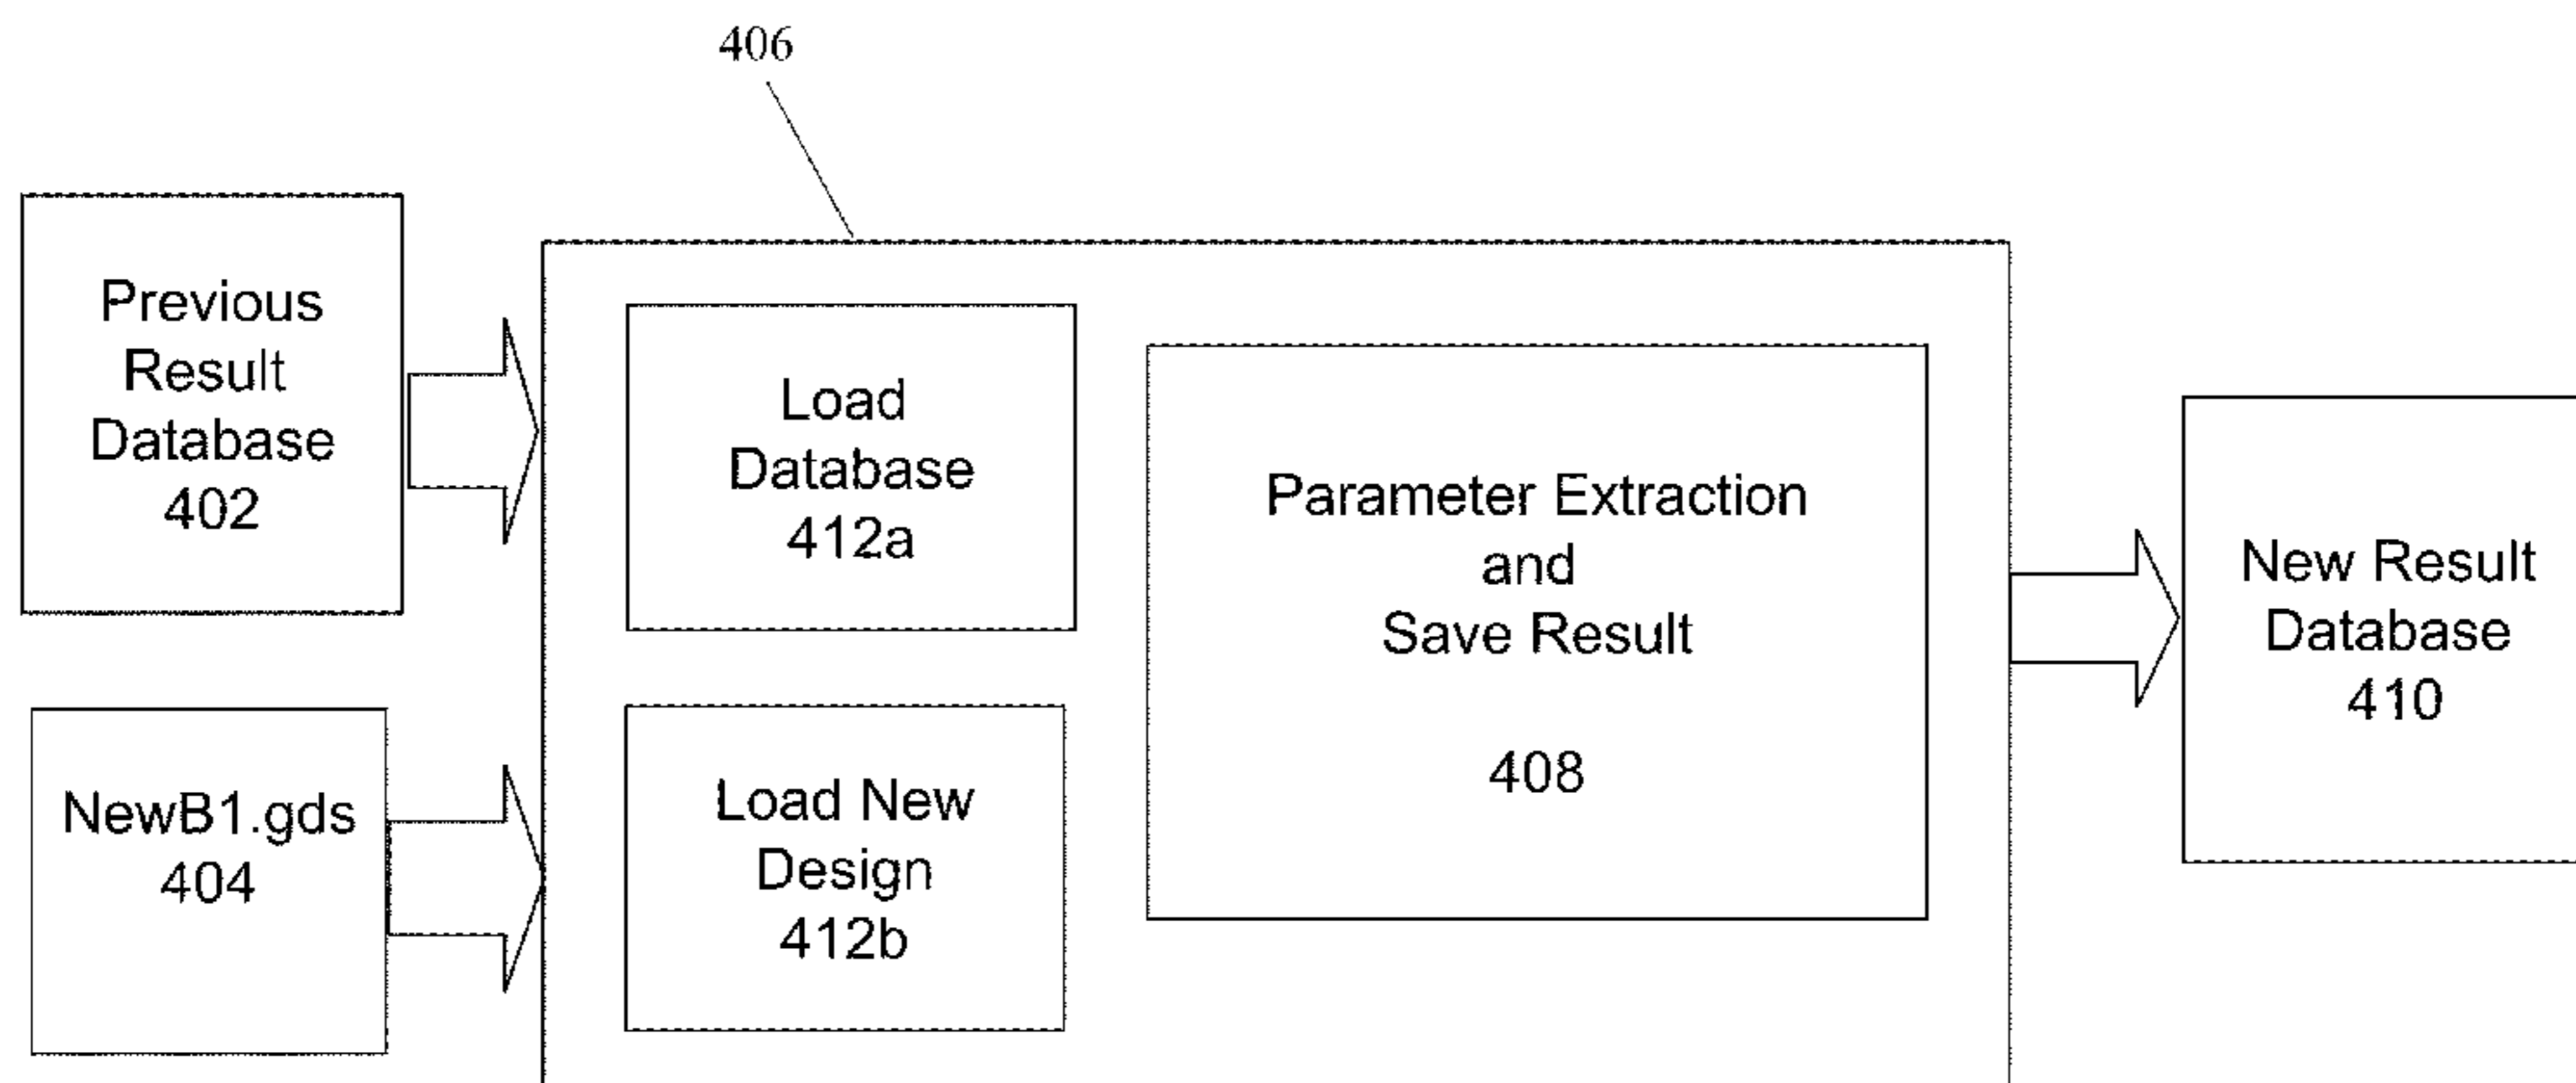 406
Previous
Result
Database
402
NewB1.gds
404
Load
Database
412a
Load New
Design
412b
Parameter Extraction
and
Save Result
408
New Result
Database
410